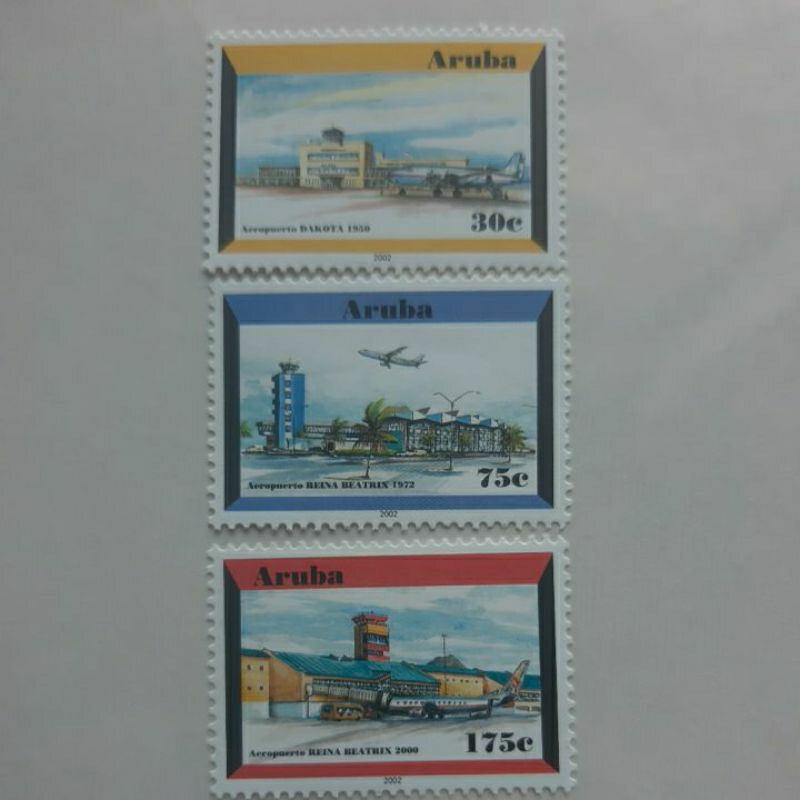 Aruba
Aeropuerto DAKOTA 1950
30c
2002
Aruba
Aeropuerto REINA BEATRIX 1972
75c
2002
Aruba
Aeropuerto REINA BEATRIX 2000
175c
2002